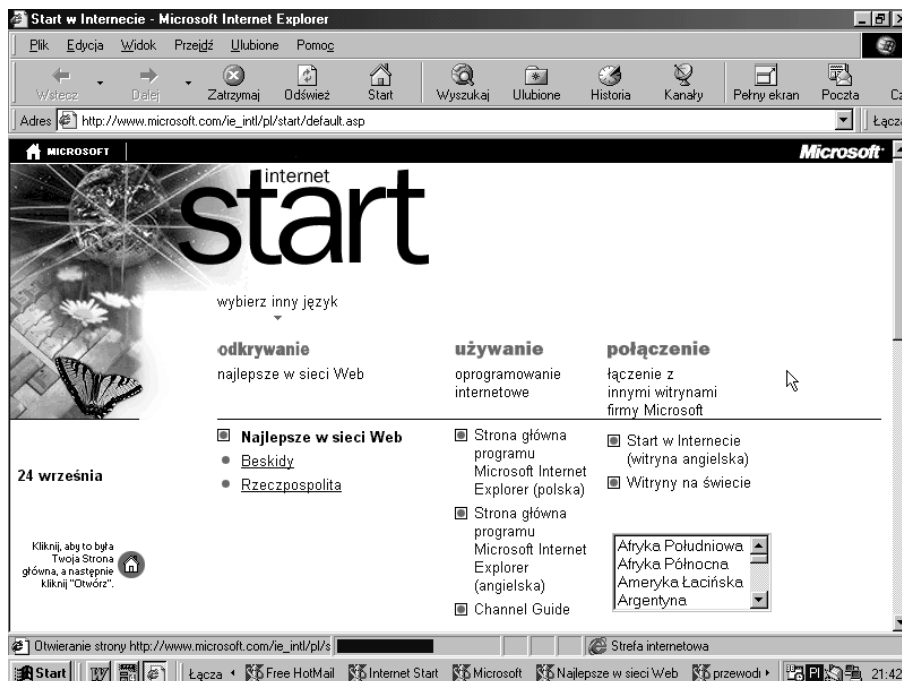 Start w Internecie - Microsoft Internet Explorer
Plik Edycja Widok Przejdź Ulubione Pomoc
Wstecz Dalej Zatrzymaj Odśwież Start Wyszukaj Ulubione Historia Kanały Pełny ekran Poczta Cz
Adres http://www.microsoft.com/ie_intl/pl/start/default.asp Łącza
MICROSOFT Microsoft
internet
start
wybierz inny język
odkrywanie
najlepsze w sieci Web
używanie
oprogramowanie
internetowe
połączenie
łączenie z
innymi witrynami
firmy Microsoft
24 września
Kliknij, aby to była
Twoja Strona
główna, a następnie
kliknij "Otwórz".
Najlepsze w sieci Web
Beskidy
Rzeczpospolita
Strona główna
programu
Microsoft Internet
Explorer (polska)
Strona główna
programu
Microsoft Internet
Explorer
(angielska)
Channel Guide
Start w Internecie
(witryna angielska)
Witryny na świecie
Afryka Południowa
Afryka Północna
Ameryka Łacińska
Argentyna
Otwieranie strony http://www.microsoft.com/ie_intl/pl/s Strefa internetowa
Start Łącza Free HotMail Internet Start Microsoft Najlepsze w sieci Web przewodi Pl 21:42